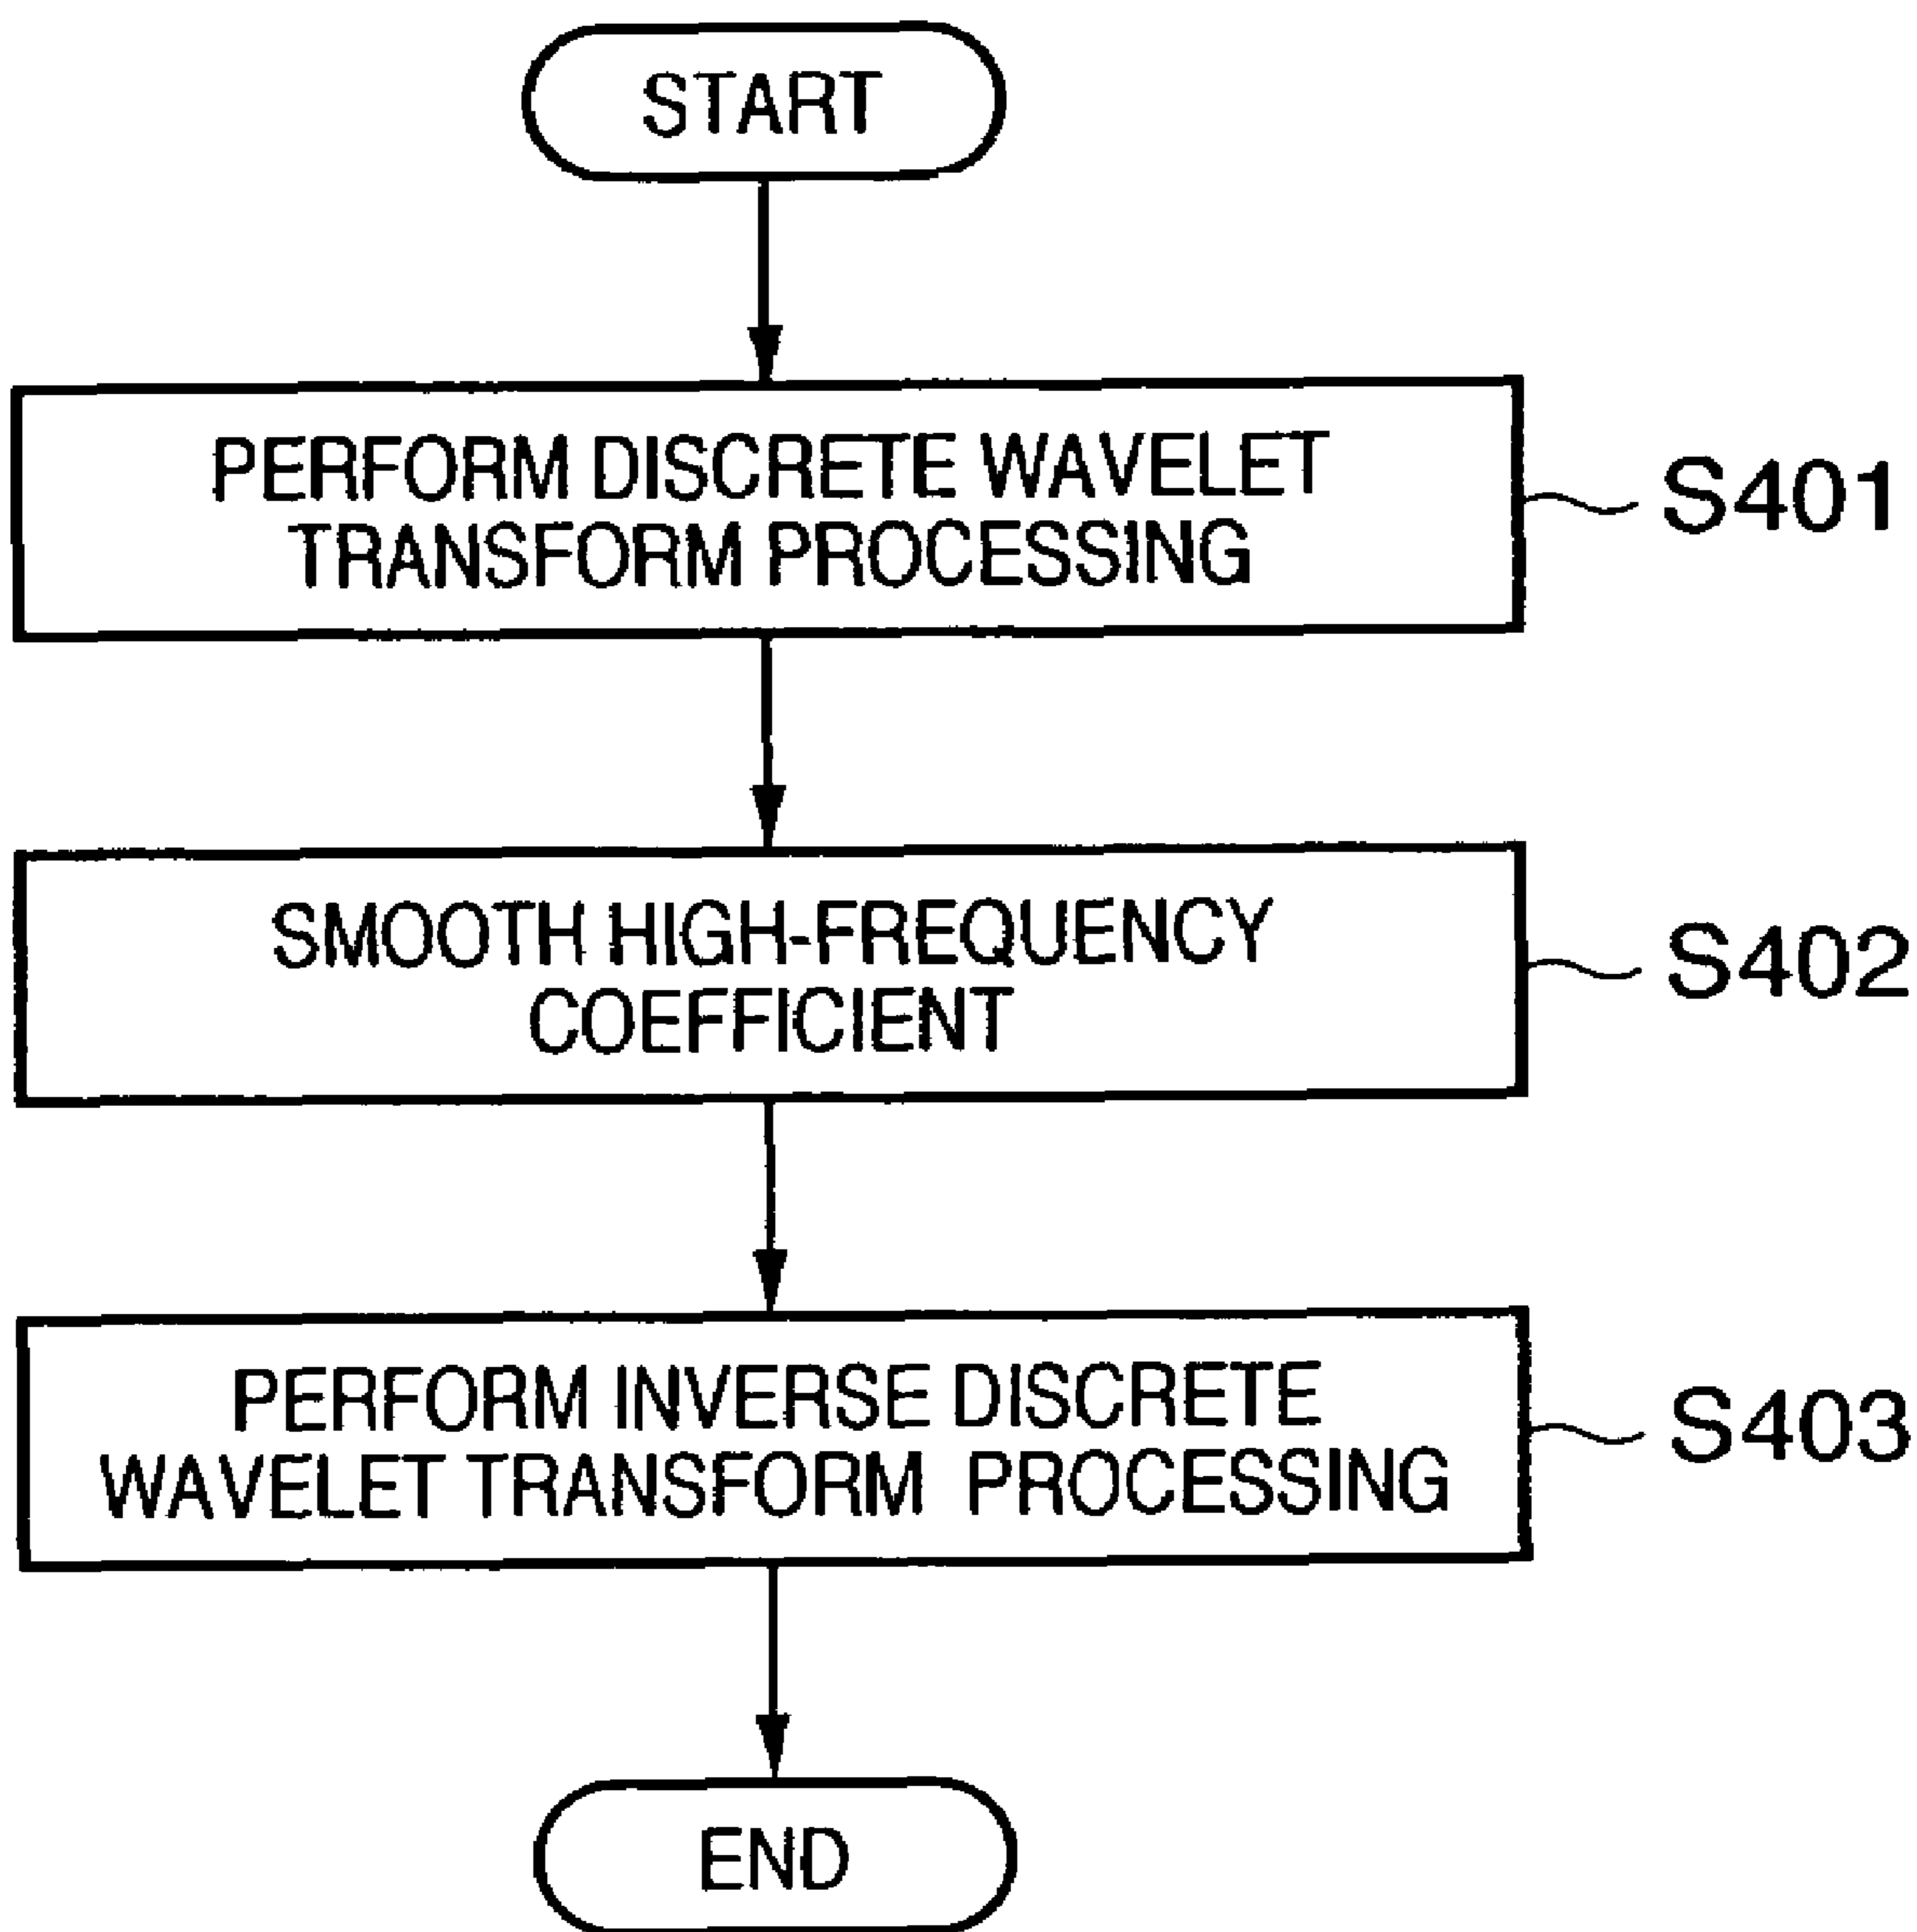 START
PERFORM DISCRETE WAVELET
TRANSFORM PROCESSING
S401
SMOOTH HIGH-FREQUENCY
COEFFICIENT
S402
PERFORM INVERSE DISCRETE
WAVELET TRANSFORM PROCESSING
S403
END